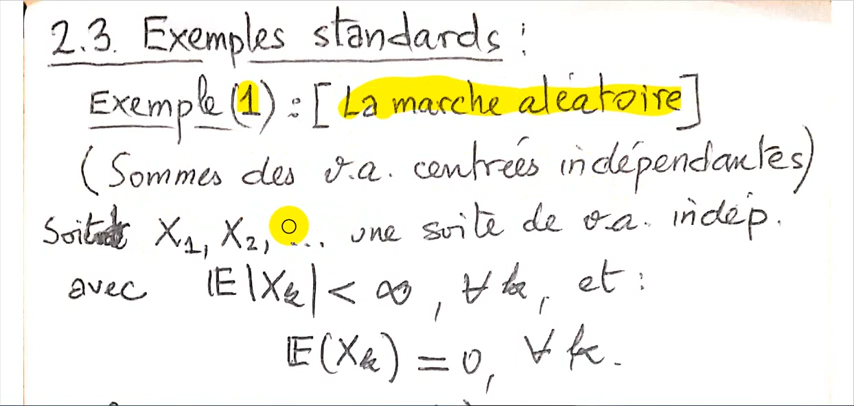 2.3. Exemples standards :
Exemple (1) : [La marche aléatoire]
(Sommes des v.a. centrées indépendantes)
Soit X₁, X₂, ... une suite de v.a. indép.
avec 𝔼|Xₖ| < ∞, ∀ k, et :
𝔼(Xₖ) = 0, ∀ k.